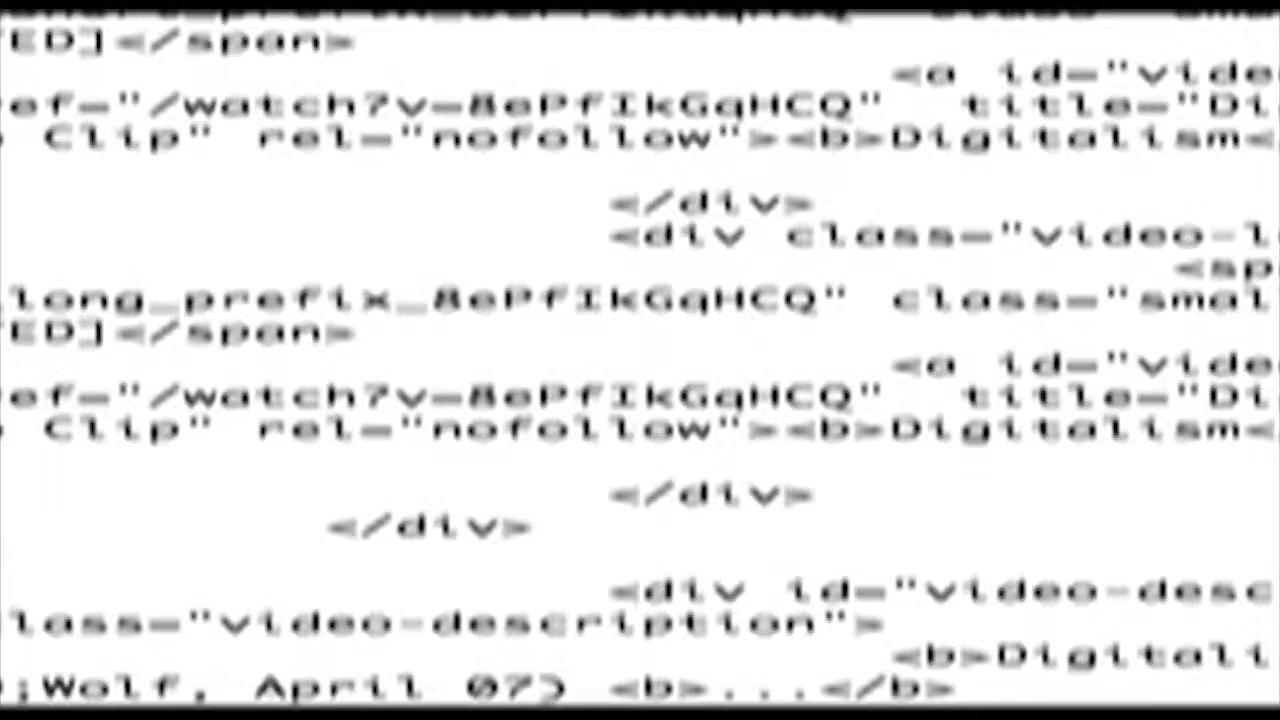 ED]</span>
<a id="vide
ef="/watch?v=8ePfIkGqHCQ" title="Di
Clip" rel="nofollow"><b>Digitalism<
</div>
<div class="video-l
<sp
long_prefix_8ePfIkGqHCQ" class="smal
ED]</span>
<a id="vide
ef="/watch?v=8ePfIkGqHCQ" title="Di
Clip" rel="nofollow"><b>Digitalism<
</div>
</div>
<div id="video-desc
lass="video-description">
<b>Digitali
;Wolf, April 07) <b>...</b>